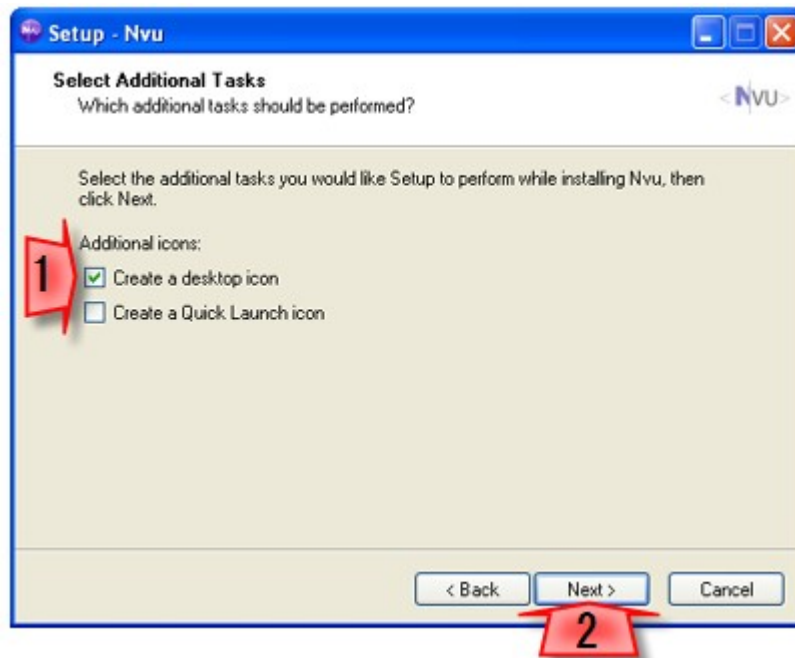 Setup - Nvu
Select Additional Tasks
Which additional tasks should be performed?
<NVU>
Select the additional tasks you would like Setup to perform while installing Nvu, then
click Next.
Additional icons:
1
Create a desktop icon
Create a Quick Launch icon
< Back Next > Cancel
2